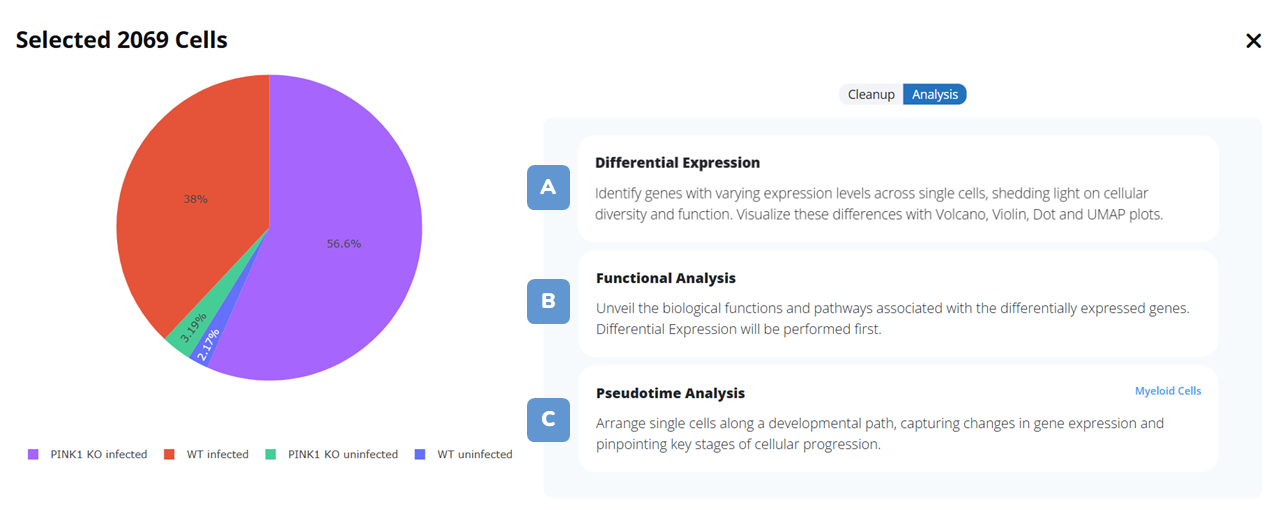 Selected 2069 Cells
38%
56.6%
3.19%
2.17%
PINK1 KO infected
WT infected
PINK1 KO uninfected
WT uninfected
Cleanup
Analysis
A
Differential Expression
Identify genes with varying expression levels across single cells, shedding light on cellular
diversity and function. Visualize these differences with Volcano, Violin, Dot and UMAP plots.
B
Functional Analysis
Unveil the biological functions and pathways associated with the differentially expressed genes.
Differential Expression will be performed first.
C
Pseudotime Analysis
Myeloid Cells
Arrange single cells along a developmental path, capturing changes in gene expression and
pinpointing key stages of cellular progression.